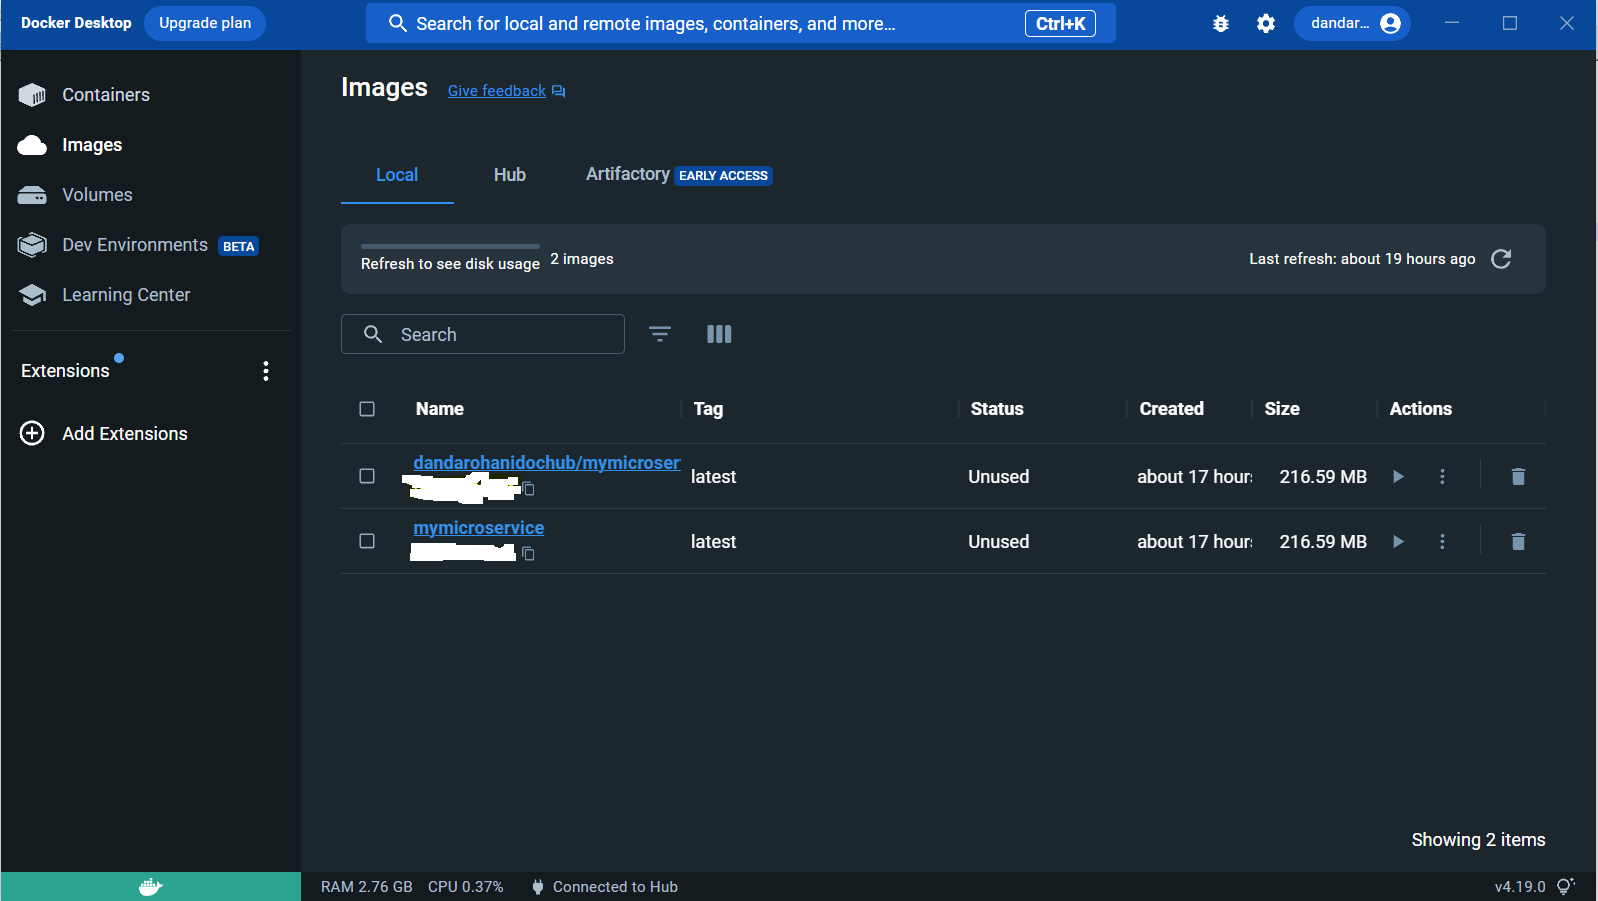 Docker Desktop Upgrade plan Search for local and remote images, containers, and more... Ctrl+K dandar...
Containers
Images
Volumes
Dev Environments BETA
Learning Center
Extensions
Add Extensions
Images Give feedback
Local Hub Artifactory EARLY ACCESS
Refresh to see disk usage 2 images Last refresh: about 19 hours ago
Search
Name Tag Status Created Size Actions
dandarohanidochub/mymicroser
latest Unused about 17 hour 216.59 MB
mymicroservice
latest Unused about 17 hour 216.59 MB
Showing 2 items
RAM 2.76 GB CPU 0.37% Connected to Hub v4.19.0